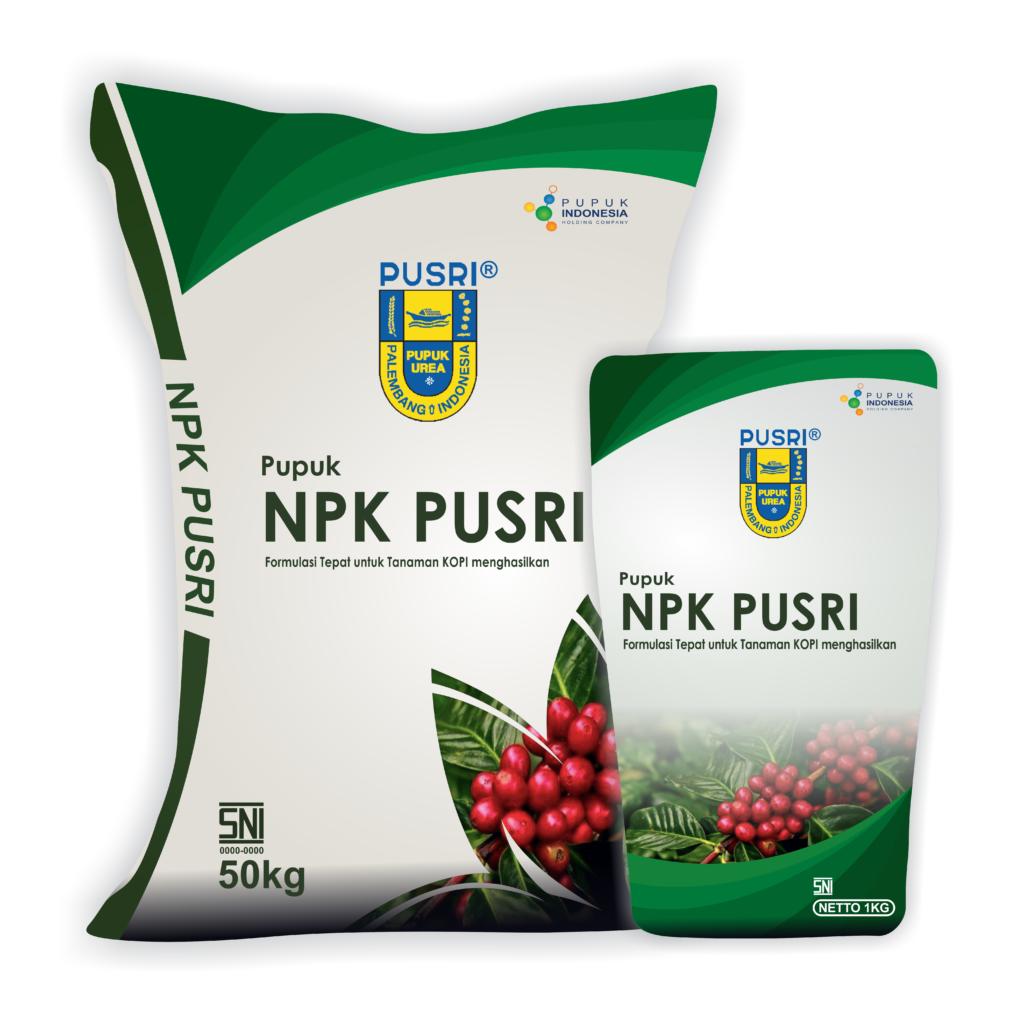 PUPUK
INDONESIA
HOLDING COMPANY
PUSRI®
PUPUK
UREA
PALEMBANG INDONESIA
NPK PUSRI
Pupuk
NPK PUSRI
Formulasi Tepat untuk Tanaman KOPI menghasilkan
SNI
0000-0000
50kg
PUPUK
INDONESIA
HOLDING COMPANY
PUSRI®
PUPUK
UREA
PALEMBANG INDONESIA
Pupuk
NPK PUSRI
Formulasi Tepat untuk Tanaman KOPI menghasilkan
SNI
NETTO 1KG